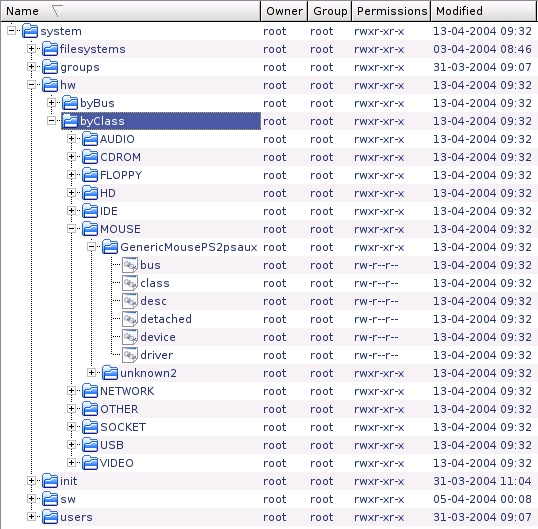 Name Owner Group Permissions Modified
system root root rwxr-xr-x 13-04-2004 09:32
filesystems root root rwxr-xr-x 03-04-2004 08:46
groups root root rwxr-xr-x 31-03-2004 09:07
hw root root rwxr-xr-x 13-04-2004 09:32
byBus root root rwxr-xr-x 13-04-2004 09:32
byClass root root rwxr-xr-x 13-04-2004 09:32
AUDIO root root rwxr-xr-x 13-04-2004 09:32
CDROM root root rwxr-xr-x 13-04-2004 09:32
FLOPPY root root rwxr-xr-x 13-04-2004 09:32
HD root root rwxr-xr-x 13-04-2004 09:32
IDE root root rwxr-xr-x 13-04-2004 09:32
MOUSE root root rwxr-xr-x 13-04-2004 09:32
GenericMousePS2psaux root root rwxr-xr-x 13-04-2004 09:32
bus root root rw-r--r-- 13-04-2004 09:32
class root root rw-r--r-- 13-04-2004 09:32
desc root root rw-r--r-- 13-04-2004 09:32
detached root root rw-r--r-- 13-04-2004 09:32
device root root rw-r--r-- 13-04-2004 09:32
driver root root rw-r--r-- 13-04-2004 09:32
unknown2 root root rwxr-xr-x 13-04-2004 09:32
NETWORK root root rwxr-xr-x 13-04-2004 09:32
OTHER root root rwxr-xr-x 13-04-2004 09:32
SOCKET root root rwxr-xr-x 13-04-2004 09:32
USB root root rwxr-xr-x 13-04-2004 09:32
VIDEO root root rwxr-xr-x 13-04-2004 09:32
init root root rwxr-xr-x 31-03-2004 11:04
sw root root rwxr-xr-x 05-04-2004 00:08
users root root rwxr-xr-x 31-03-2004 09:07